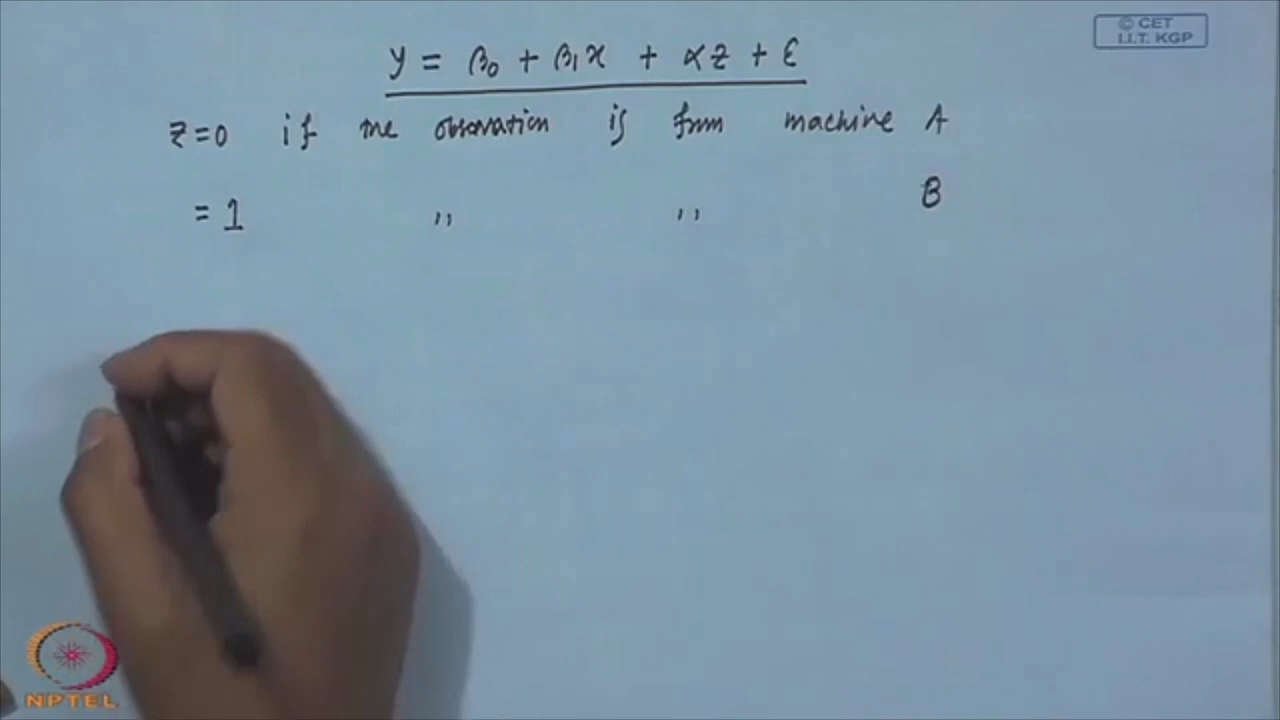 © CET
I.I.T. KGP
y = β₀ + β₁x + αz + ε
z = 0 if the observation is from machine A
= 1 " " B
NPTEL